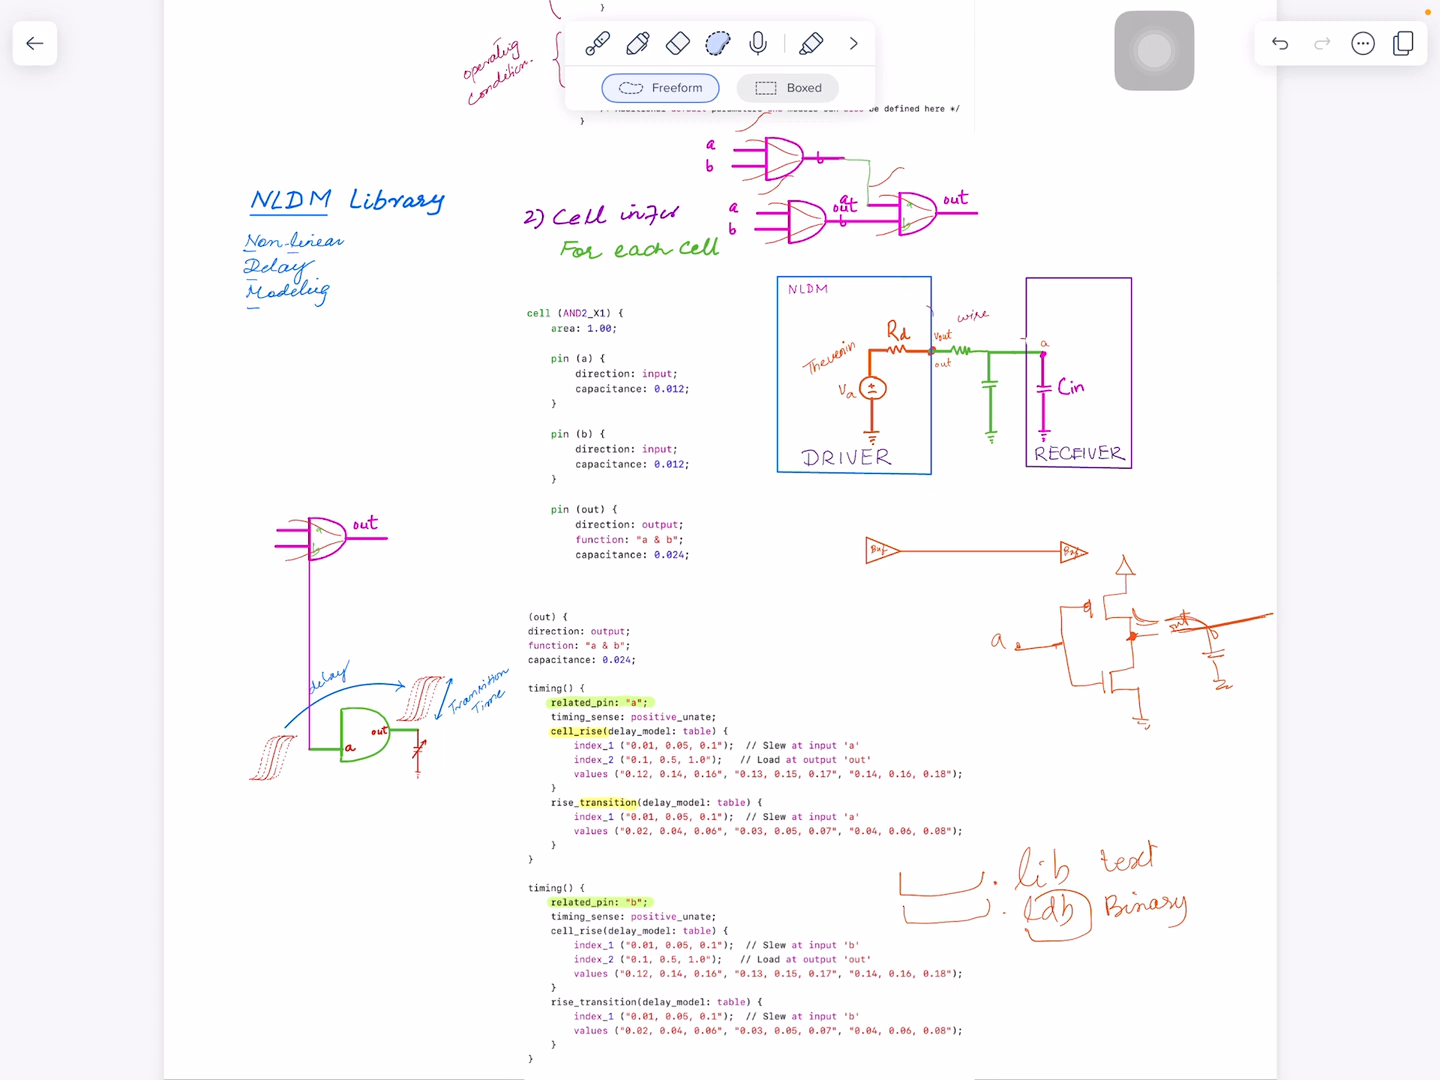 }
operating
condition.
Freeform
Boxed
be defined here */
}
a
b
b
a
b
a
out
b
a
b
out
NLDM Library
Non-linear
Delay
Modeling
2) Cell infor
For each cell
NLDM
wire
Rd
Vout
out
Thevenin
Va
a
Cin
DRIVER
RECEIVER
cell (AND2_X1) {
area: 1.00;
pin (a) {
direction: input;
capacitance: 0.012;
}
pin (b) {
direction: input;
capacitance: 0.012;
}
pin (out) {
direction: output;
function: "a & b";
capacitance: 0.024;
a
b
out
Buf
Buf
a
out
delay
Transition
Time
a
out
(out) {
direction: output;
function: "a & b";
capacitance: 0.024;
timing() {
related_pin: "a";
timing_sense: positive_unate;
cell_rise(delay_model: table) {
index_1 ("0.01, 0.05, 0.1");  // Slew at input 'a'
index_2 ("0.1, 0.5, 1.0");   // Load at output 'out'
values ("0.12, 0.14, 0.16", "0.13, 0.15, 0.17", "0.14, 0.16, 0.18");
}
rise_transition(delay_model: table) {
index_1 ("0.01, 0.05, 0.1");  // Slew at input 'a'
values ("0.02, 0.04, 0.06", "0.03, 0.05, 0.07", "0.04, 0.06, 0.08");
}
}
timing() {
related_pin: "b";
timing_sense: positive_unate;
cell_rise(delay_model: table) {
index_1 ("0.01, 0.05, 0.1");  // Slew at input 'b'
index_2 ("0.1, 0.5, 1.0");   // Load at output 'out'
values ("0.12, 0.14, 0.16", "0.13, 0.15, 0.17", "0.14, 0.16, 0.18");
}
rise_transition(delay_model: table) {
index_1 ("0.01, 0.05, 0.1");  // Slew at input 'b'
values ("0.02, 0.04, 0.06", "0.03, 0.05, 0.07", "0.04, 0.06, 0.08");
}
}
. lib text
. db Binary